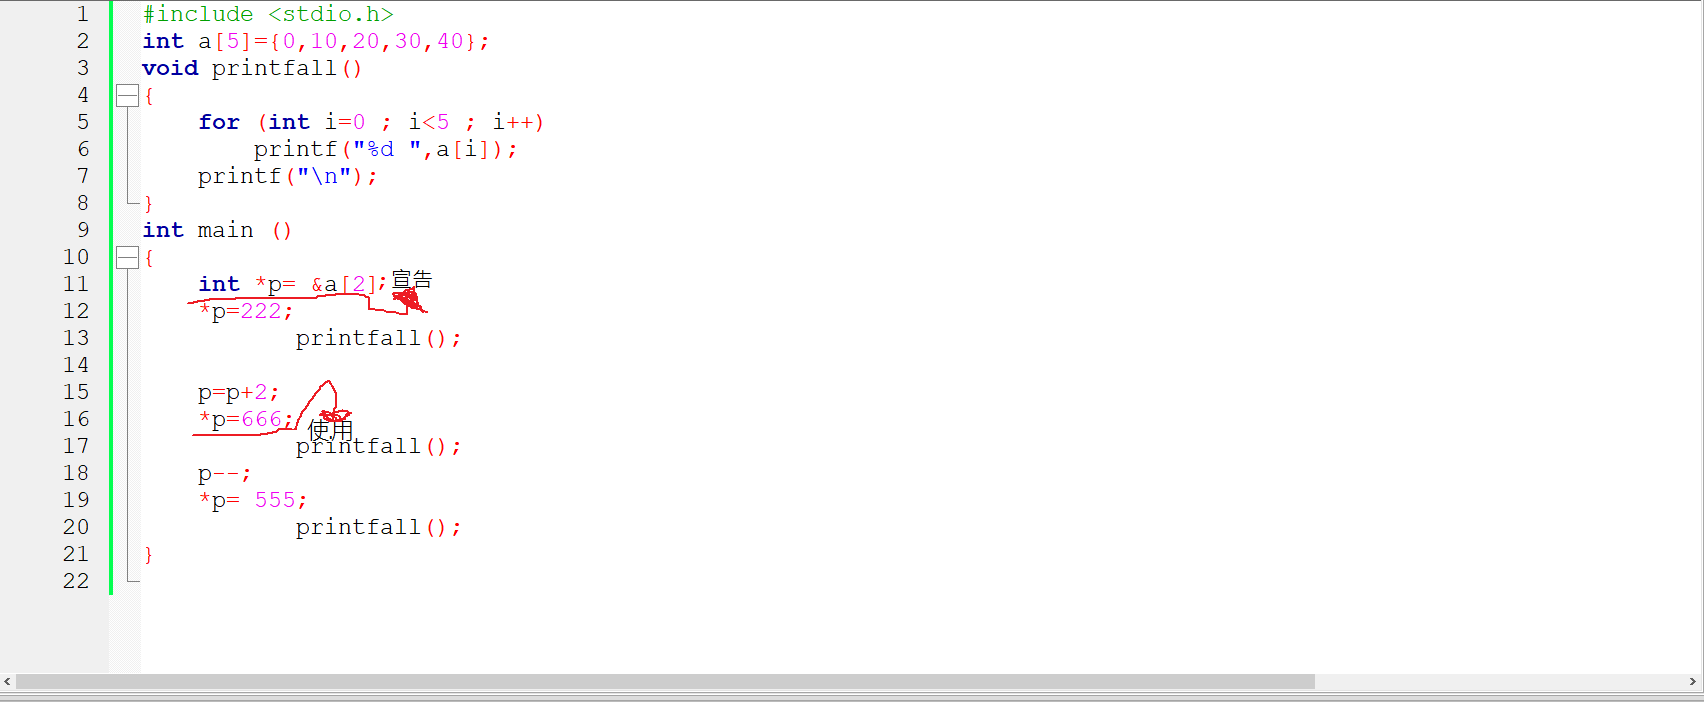 1 #include <stdio.h>
2 int a[5]={0,10,20,30,40};
3 void printfall()
4 {
5 for (int i=0 ; i<5 ; i++)
6 printf("%d ",a[i]);
7 printf("\n");
8 }
9 int main ()
10 {
11 int *p= &a[2]; 宣告
12 *p=222;
13 printfall();
14
15 p=p+2;
16 *p=666; 使用
17 printfall();
18 p--;
19 *p= 555;
20 printfall();
21 }
22